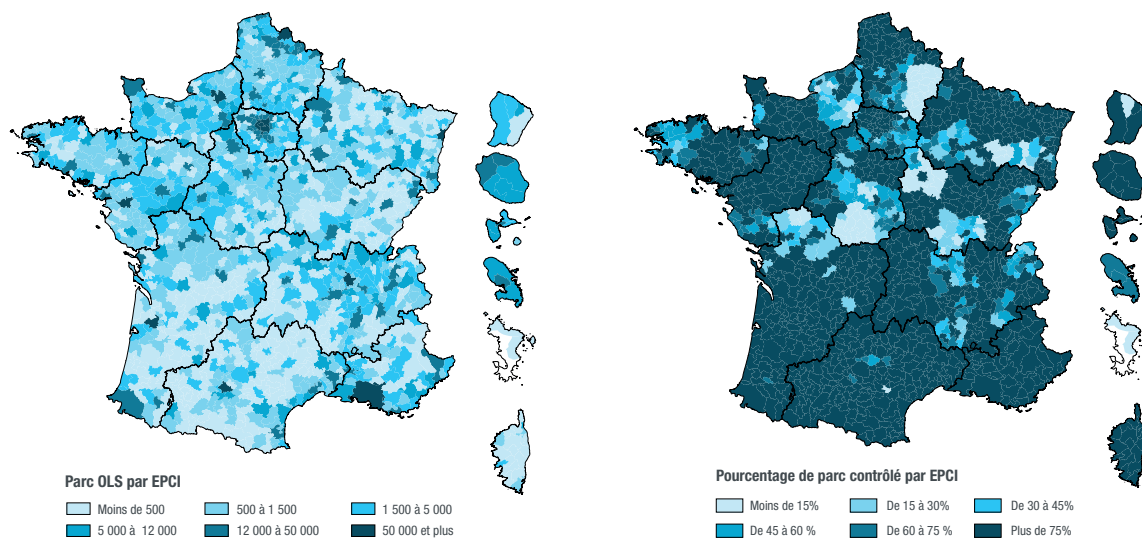 Parc OLS par EPCI
Moins de 500
500 à 1 500
1 500 à 5 000
5 000 à 12 000
12 000 à 50 000
50 000 et plus
Pourcentage de parc contrôlé par EPCI
Moins de 15%
De 15 à 30%
De 30 à 45%
De 45 à 60 %
De 60 à 75 %
Plus de 75%